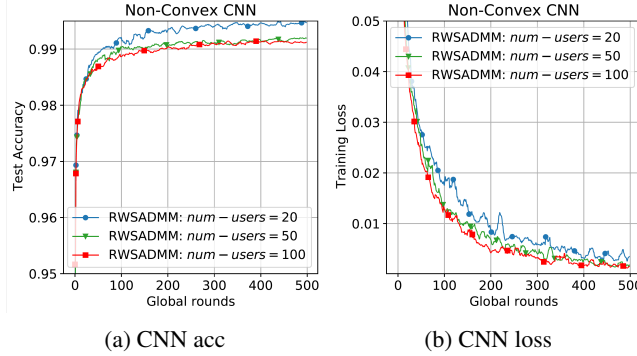 Non-Convex CNN
Test Accuracy
0.99
0.98
0.97
0.96
0.95
RWSADMM: num − users = 20
RWSADMM: num − users = 50
RWSADMM: num − users = 100
0 100 200 300 400 500
Global rounds
(a) CNN acc
Non-Convex CNN
Training Loss
0.05
0.04
0.03
0.02
0.01
RWSADMM: num − users = 20
RWSADMM: num − users = 50
RWSADMM: num − users = 100
0 100 200 300 400 500
Global rounds
(b) CNN loss